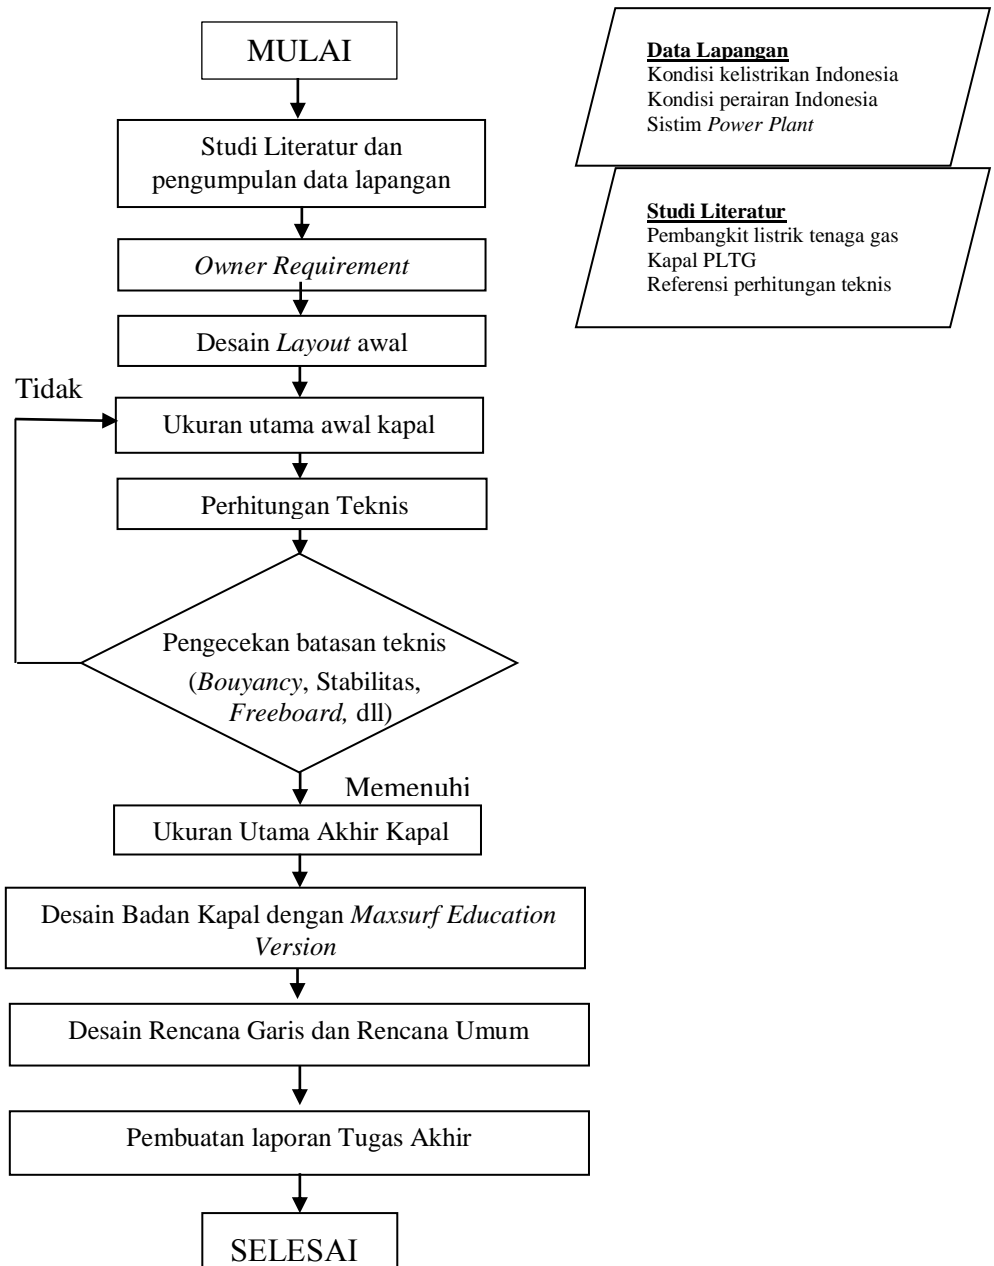 MULAI
Studi Literatur dan
pengumpulan data lapangan
Owner Requirement
Desain Layout awal
Tidak
Ukuran utama awal kapal
Perhitungan Teknis
Pengecekan batasan teknis
(Bouyancy, Stabilitas,
Freeboard, dll)
Memenuhi
Ukuran Utama Akhir Kapal
Desain Badan Kapal dengan Maxsurf Education
Version
Desain Rencana Garis dan Rencana Umum
Pembuatan laporan Tugas Akhir
SELESAI
Data Lapangan
Kondisi kelistrikan Indonesia
Kondisi perairan Indonesia
Sistim Power Plant
Studi Literatur
Pembangkit listrik tenaga gas
Kapal PLTG
Referensi perhitungan teknis